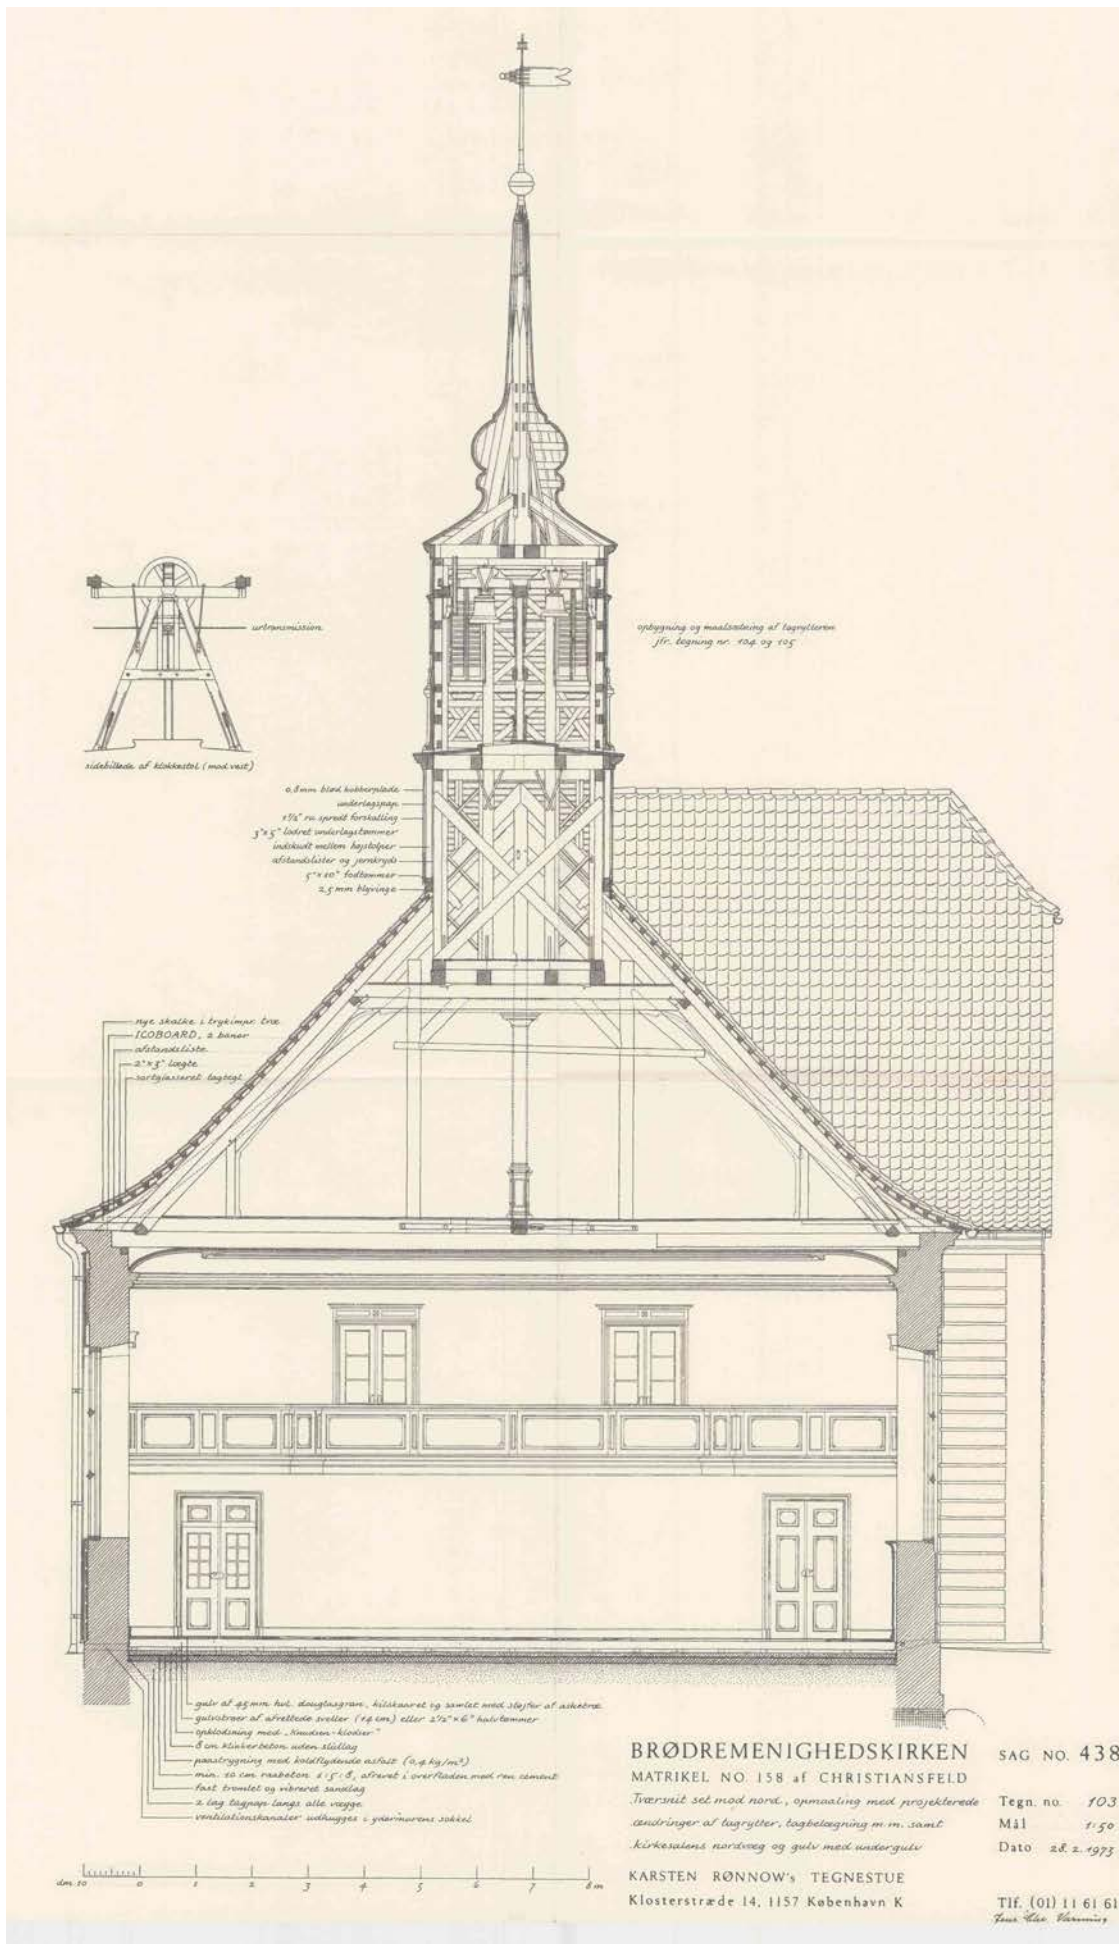 urtransmission
sidebillede af klokkestol (mod vest)
opbygning og maalsætning af tagrytteren
jfr. tegning nr. 104 og 105
0,8 mm blød kobberplade
underlagspap
1½" ru spredt forskalling
3"x5" lodret underlagstømmer
indskudt mellem højstolper
afstandslister og jernkryds
5"x10" fodtømmer
2,5 mm blyvinge
nye skalke i trykimpr. træ
ICOBOARD, 2 baner
afstandsliste
2"x3" lægte
sortglasseret tagtegl
gulv af 45 mm hvl. douglasgran, kilskaaret og samlet med sløjfer af asketræ
gulvstrøer af afrettede sveller (14 cm) eller 2½"x6" halvtømmer
opklodsning med „Knudsen-klodser"
8 cm klinkerbeton uden slidlag
paastrygning med koldflydende asfalt (0,4 kg/m²)
min. 10 cm raabeton 1:5:8, afrevet i overfladen med ren cement
fast tromlet og vibreret sandlag
2 lag tagpap langs alle vægge
ventilationskanaler udhugges i ydermurens sokkel
BRØDREMENIGHEDSKIRKEN
SAG NO. 438
MATRIKEL NO. 158 af CHRISTIANSFELD
Tværsnit set mod nord, opmaaling med projekterede
Tegn. no. 103
ændringer af tagrytter, tagbelægning m.m. samt
Mål 1:50
kirkesalens nordvæg og gulv med undergulv
Dato 28.2.1973
KARSTEN RØNNOW's TEGNESTUE
Klosterstræde 14, 1157 København K
Tlf. (01) 11 61 61
dm 10 0 1 2 3 4 5 6 7 8 m